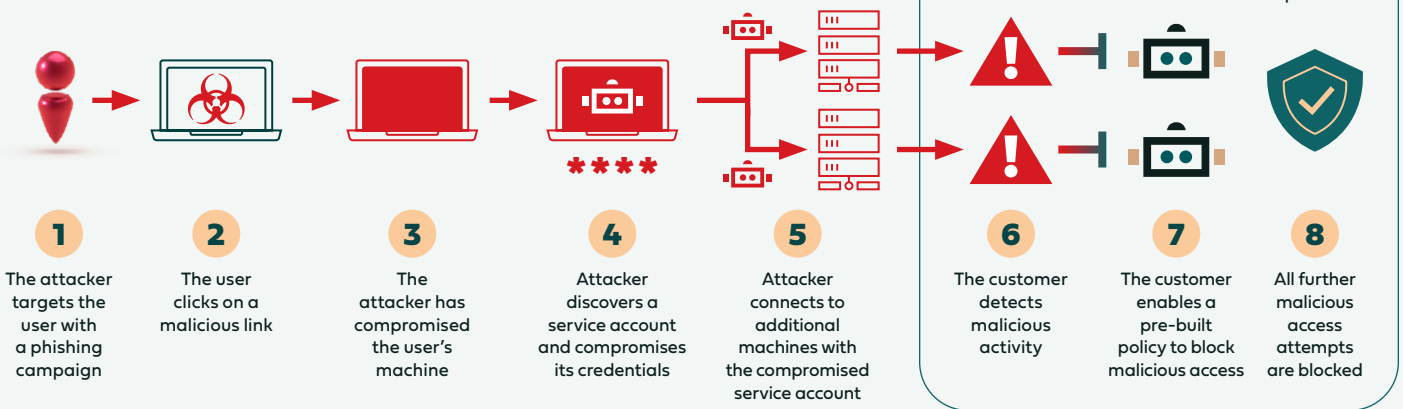 ****
1
The attacker
targets the
user with
a phishing
campaign
2
The user
clicks on a
malicious link
3
The
attacker has
compromised
the user's
machine
4
Attacker
discovers a
service account
and compromises
its credentials
5
Attacker
connects to
additional
machines with
the compromised
service account
6
The customer
detects
malicious
activity
7
The customer
enables a
pre-built
policy to block
malicious access
8
All further
malicious
access
attempts
are blocked